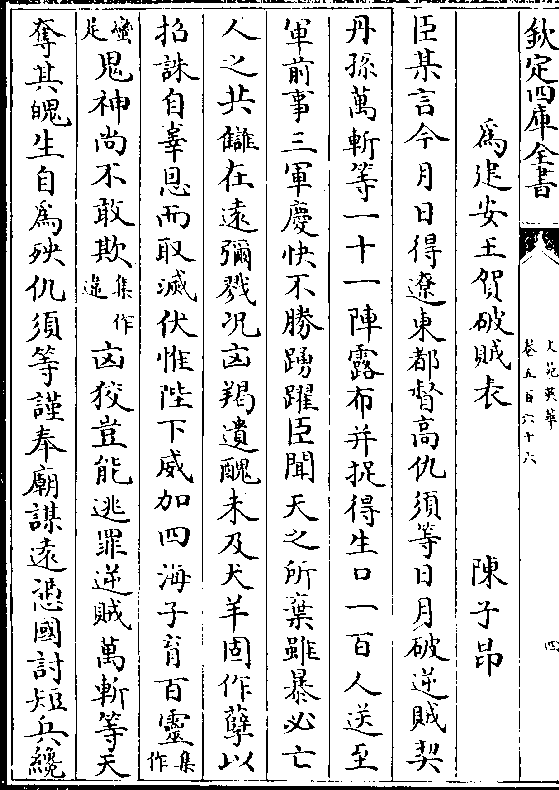 欽定四庫全書
文苑英華
卷五百六十六
四
為建安王賀破賊表　陳子昂
臣某言今月日得遼東都督高仇須等日月破逆賊契
丹孫萬斬等一十一陣露布并捉得生口一百人送至
軍前事三軍慶快不勝踴躍臣聞天之所棄雖暴必亡
人之共讎在遠彌戮况凶羯遺醜未及犬羊固作孽以
招誅自辜恩而取滅伏惟陛下威加四海子育百靈集作
蠻足鬼神尚不敢欺集作違凶狡豈能逃罪逆賊萬斬等天
奪其魄生自為殃仇須等謹奉廟謀遠憑國討短兵纔